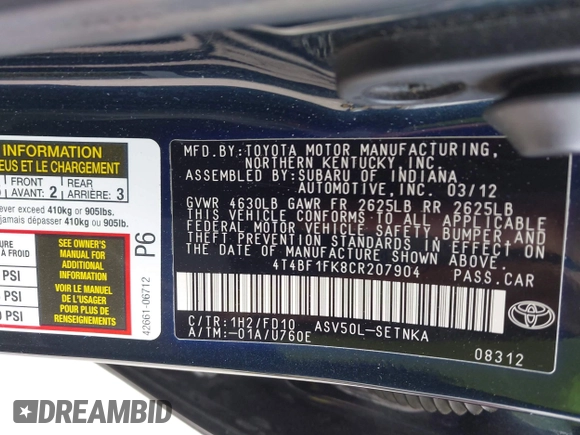 INFORMATION
EUS ET LE CHARGEMENT
FRONT
AVANT: 2
REAR
ARRIÈRE: 3
ever exceed 410kg or 905lbs.
jamais dépasser 410kg ou 905lb.
URE
PSI
PSI
PSI
SEE OWNER'S
MANUAL FOR
ADDITIONAL
INFORMATION
VOIR LE MANUEL
DE L'USAGER
POUR PLUS DE
RENSEIGNEMENTS
P6
42661-06712
MFD.BY:TOYOTA MOTOR MANUFACTURING,
NORTHERN KENTUCKY,INC.
ASSEMBLED BY:SUBARU OF INDIANA
AUTOMOTIVE,INC. 03/12
GVWR 4630LB GAWR FR 2625LB RR 2625LB
THIS VEHICLE CONFORMS TO ALL APPLICABLE
FEDERAL MOTOR VEHICLE SAFETY,BUMPER,AND
THEFT PREVENTION STANDARDS IN EFFECT ON
THE DATE OF MANUFACTURE SHOWN ABOVE.
4T4BF1FK8CR207904 PASS.CAR
C/TR:1H2/FD10 ASV50L-SETNKA
A/TM:-01A/U760E
TOYOTA
08312
DREAMBID